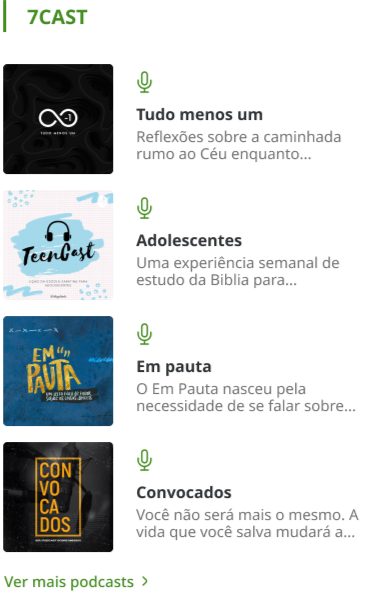 7CAST
-1
TUDO MENOS UM
Tudo menos um
Reflexões sobre a caminhada
rumo ao Céu enquanto...
TeenCast
Adolescentes
Uma experiência semanal de
estudo da Bíblia para...
EM un
PAUTA
Em pauta
O Em Pauta nasceu pela
necessidade de se falar sobre...
CON
VO
CA
DOS
Convocados
Você não será mais o mesmo. A
vida que você salva mudará a...
Ver mais podcasts